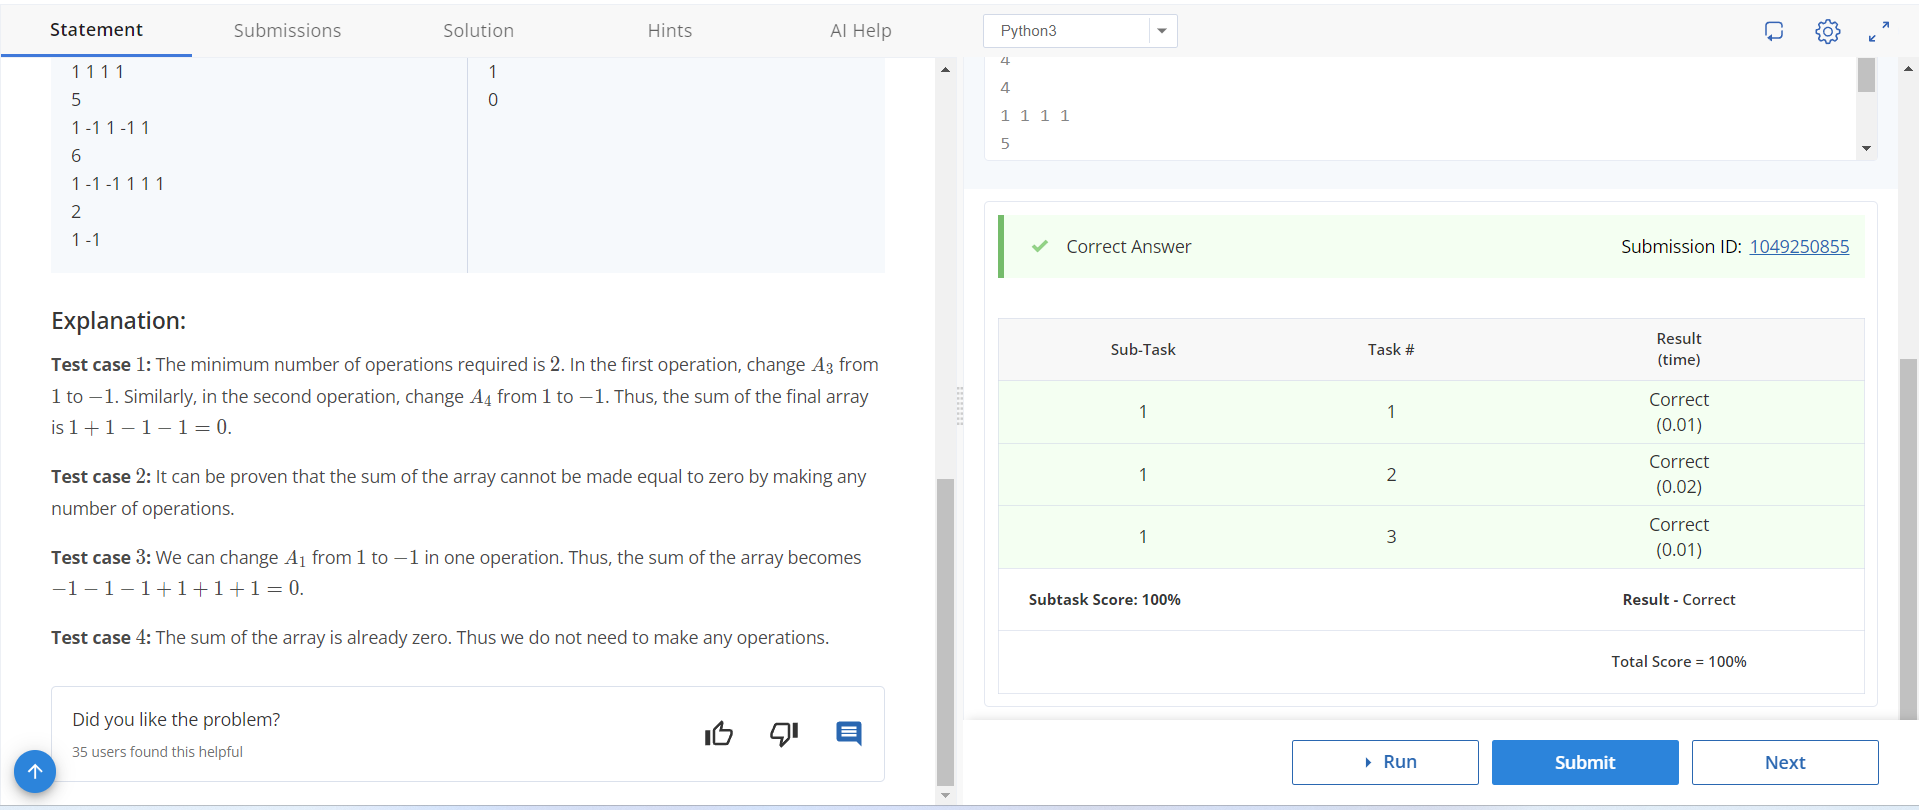 Statement
Submissions
Solution
Hints
AI Help
Python3
1 1 1 1
5
1 -1 1 -1 1
6
1 -1 -1 1 1 1
2
1 -1
1
0
Explanation:
Test case 1: The minimum number of operations required is 2. In the first operation, change A3 from
1 to −1. Similarly, in the second operation, change A4 from 1 to −1. Thus, the sum of the final array
is 1 + 1 − 1 − 1 = 0.
Test case 2: It can be proven that the sum of the array cannot be made equal to zero by making any
number of operations.
Test case 3: We can change A1 from 1 to −1 in one operation. Thus, the sum of the array becomes
−1 − 1 − 1 + 1 + 1 + 1 = 0.
Test case 4: The sum of the array is already zero. Thus we do not need to make any operations.
Did you like the problem?
35 users found this helpful
4
4
1 1 1 1
5
Correct Answer
Submission ID: 1049250855
Sub-Task Task # Result
(time)
1 1 Correct
(0.01)
1 2 Correct
(0.02)
1 3 Correct
(0.01)
Subtask Score: 100% Result - Correct
Total Score = 100%
Run
Submit
Next